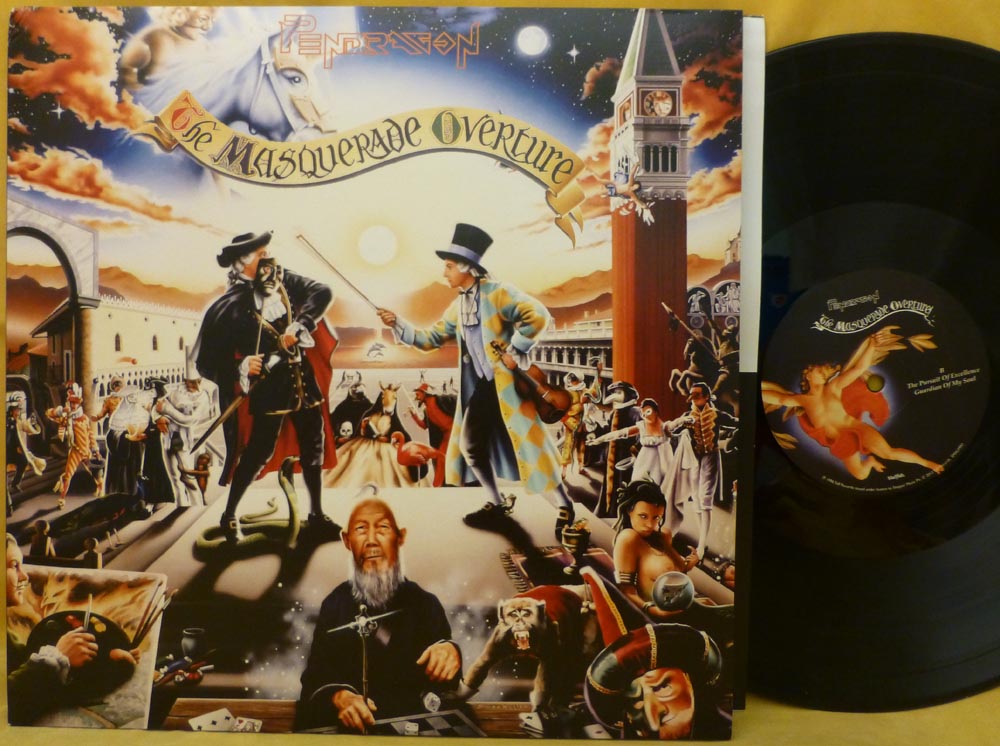 PENDRAGON
The Masquerade Overture
PENDRAGON
The Masquerade Overture
B
The Pursuit Of Excellence
Guardian Of My Soul